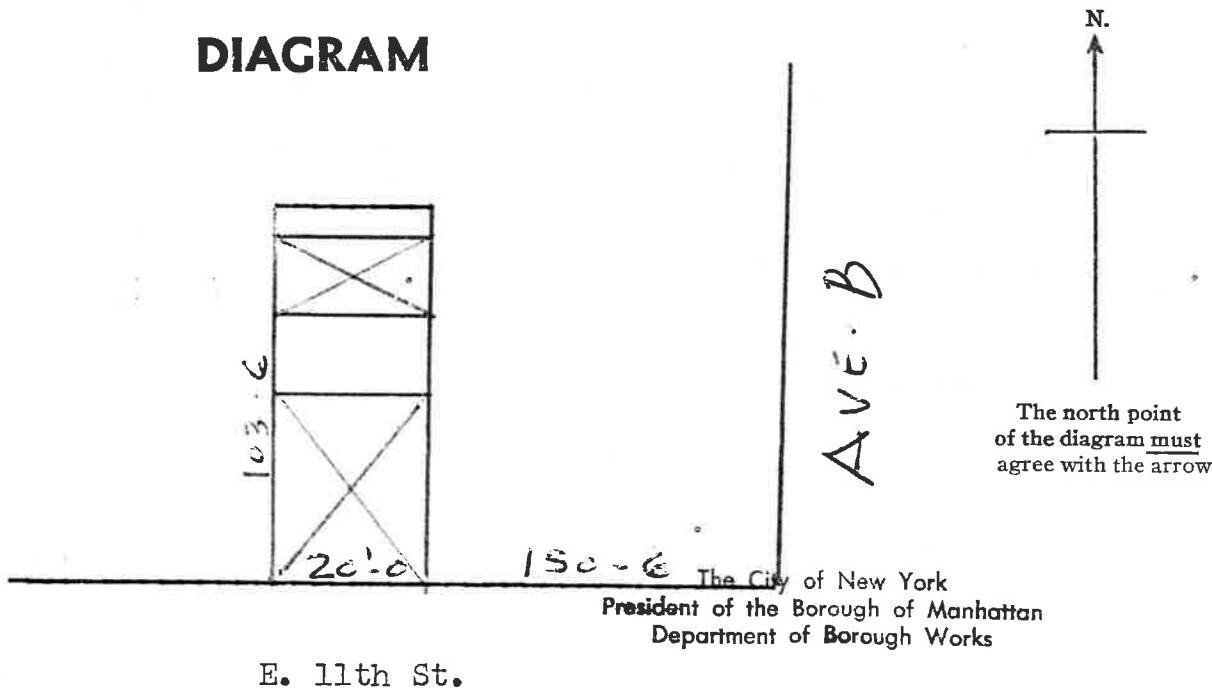 N.
DIAGRAM
AVE. B
103-6
The north point
of the diagram must
agree with the arrow
20'-0
150-6
The City of New York
President of the Borough of Manhattan
Department of Borough Works
E. 11th St.